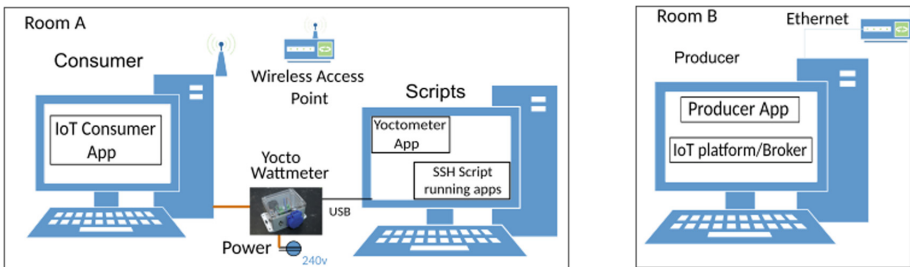 Room A
Consumer
Wireless Access
Point
Scripts
IoT Consumer
App
Yoctometer
App
SSH Script
running apps
Yocto
Wattmeter
USB
Power
240v
Room B
Ethernet
Producer
Producer App
IoT platform/Broker